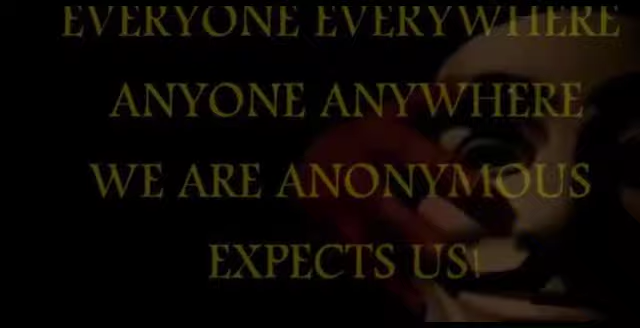 EVERYONE EVERYWHERE
ANYONE ANYWHERE
WE ARE ANONYMOUS
EXPECTS US!